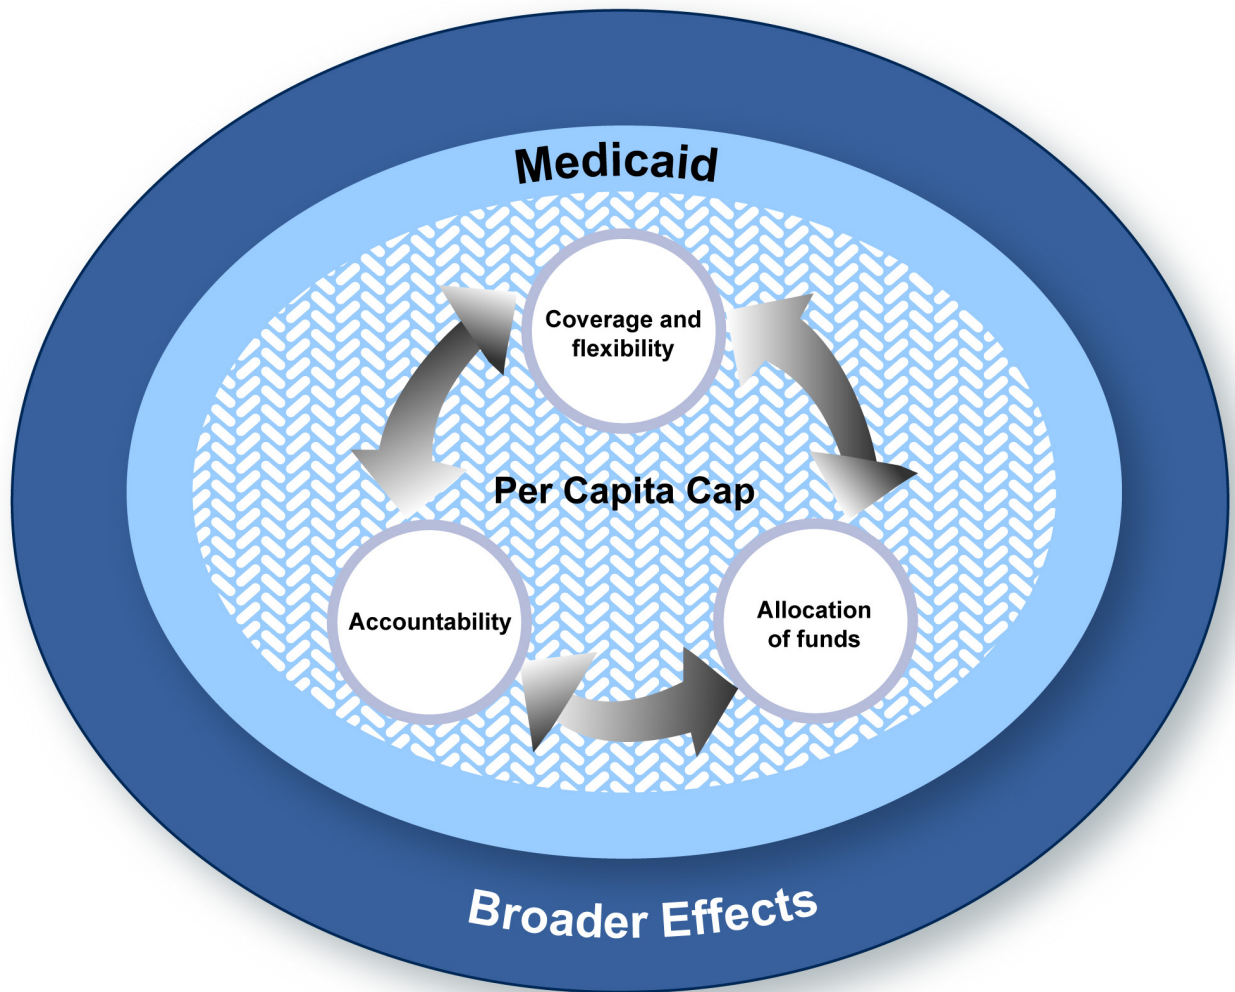 Medicaid
Coverage and
flexibility
Per Capita Cap
Accountability
Allocation
of funds
Broader Effects